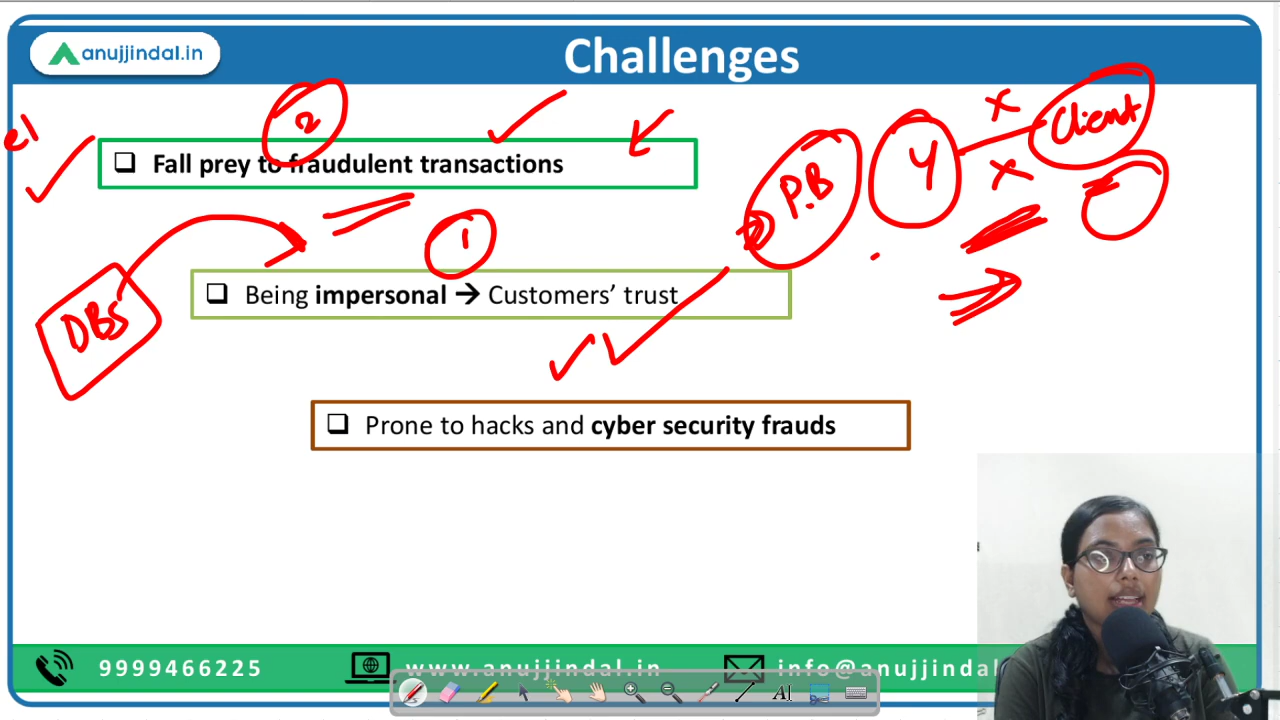 anujjindal.in
Challenges
2
Client
❑ Fall prey to fraudulent transactions
P.B
Y
1
❑ Being impersonal → Customers' trust
DBS
❑ Prone to hacks and cyber security frauds
9999466225
www.anujjindal.in
info@anujjindal
A